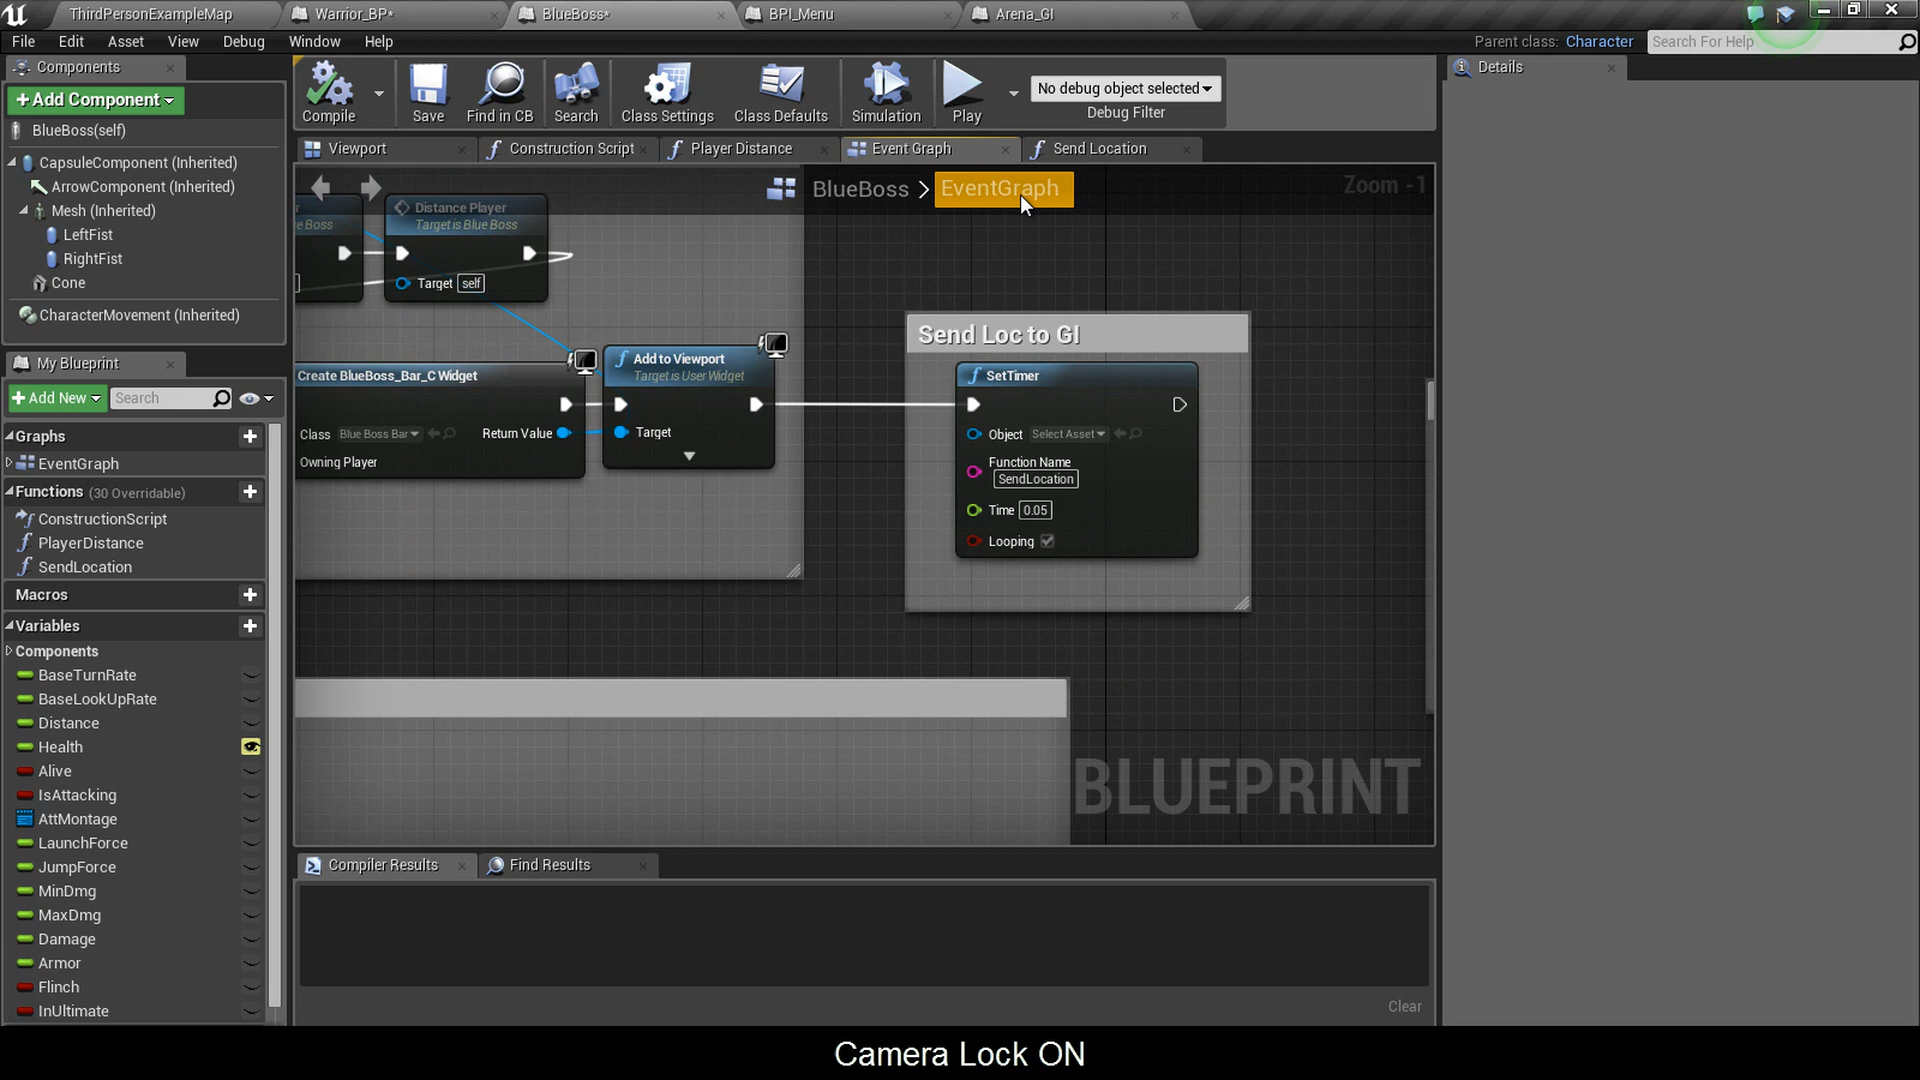 ThirdPersonExampleMap
Warrior_BP*
BlueBoss*
BPI_Menu
Arena_GI
File
Edit
Asset
View
Debug
Window
Help
Parent class: Character
Search For Help
Components
+Add Component
BlueBoss(self)
CapsuleComponent (Inherited)
ArrowComponent (Inherited)
Mesh (Inherited)
LeftFist
RightFist
Cone
CharacterMovement (Inherited)
My Blueprint
+Add New
Search
Graphs
EventGraph
Functions (30 Overridable)
ConstructionScript
PlayerDistance
SendLocation
Macros
Variables
Components
BaseTurnRate
BaseLookUpRate
Distance
Health
Alive
IsAttacking
AttMontage
LaunchForce
JumpForce
MinDmg
MaxDmg
Damage
Armor
Flinch
InUltimate
Compile
Save
Find in CB
Search
Class Settings
Class Defaults
Simulation
Play
No debug object selected
Debug Filter
Viewport
Construction Script
Player Distance
Event Graph
Send Location
BlueBoss > EventGraph
Zoom -1
Distance Player
Target is Blue Boss
e Boss
Target self
Create BlueBoss_Bar_C Widget
Class Blue Boss Bar
Return Value
Owning Player
Add to Viewport
Target is User Widget
Target
Send Loc to GI
SetTimer
Object Select Asset
Function Name
SendLocation
Time 0.05
Looping
BLUEPRINT
Compiler Results
Find Results
Clear
Details
Camera Lock ON